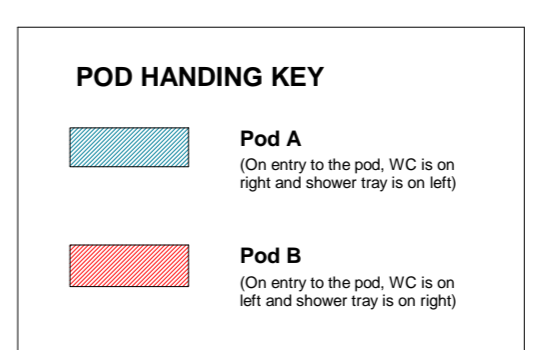 POD HANDING KEY
Pod A
(On entry to the pod, WC is on
right and shower tray is on left)
Pod B
(On entry to the pod, WC is on
left and shower tray is on right)